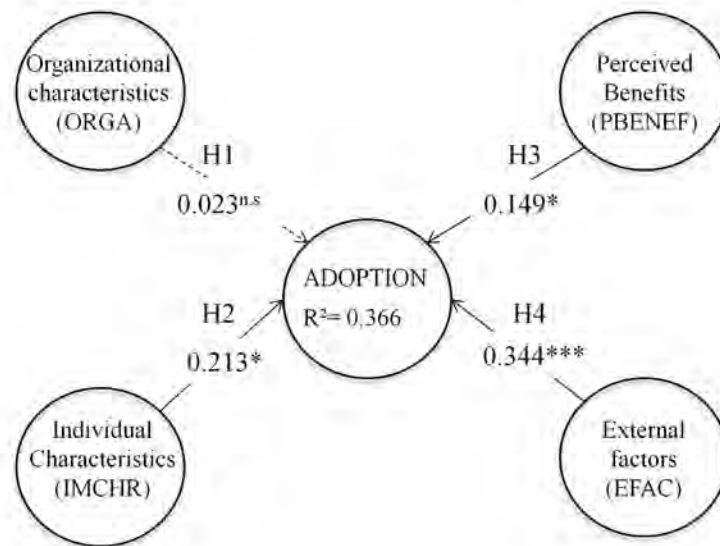 Organizational
characteristics
(ORGA)
Perceived
Benefits
(PBENEF)
H1
0.023n.s
H3
0.149*
ADOPTION
R²= 0.366
H2
0.213*
H4
0.344***
Individual
Characteristics
(IMCHR)
External
factors
(EFAC)